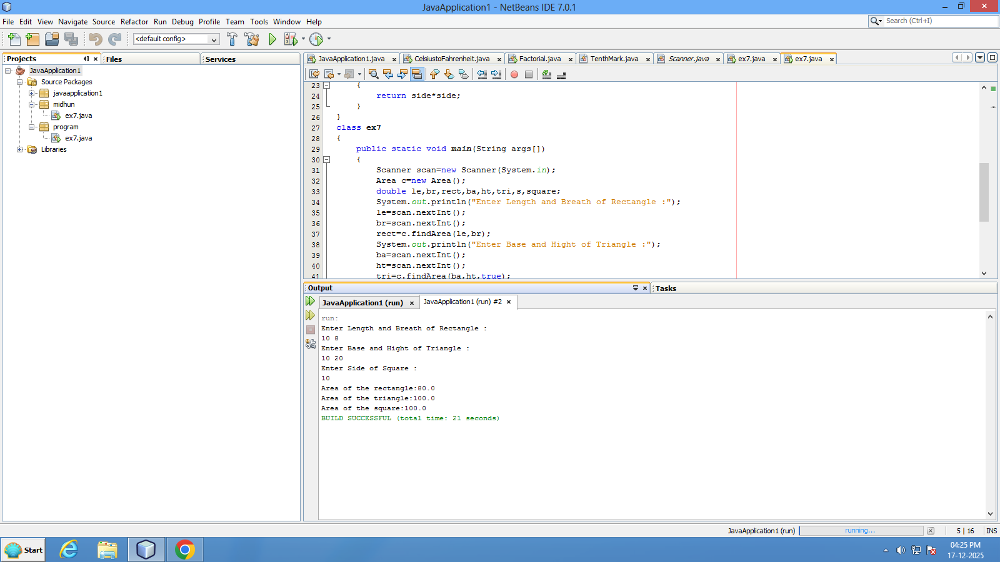 JavaApplication1 - NetBeans IDE 7.0.1
File Edit View Navigate Source Refactor Run Debug Profile Team Tools Window Help
Search (Ctrl+I)
<default config>
Projects
Files
Services
JavaApplication1
Source Packages
javaapplication1
midhun
ex7.java
program
ex7.java
Libraries
JavaApplication1.java CelsiustoFahrenheit.java Factorial.java TenthMark.java Scanner.java ex7.java ex7.java
23 {
24 return side*side;
25 }
26 }
27 class ex7
28 {
29 public static void main(String args[])
30 {
31 Scanner scan=new Scanner(System.in);
32 Area c=new Area();
33 double le,br,rect,ba,ht,tri,s,square;
34 System.out.println("Enter Length and Breath of Rectangle :");
35 le=scan.nextInt();
36 br=scan.nextInt();
37 rect=c.findArea(le,br);
38 System.out.println("Enter Base and Hight of Triangle :");
39 ba=scan.nextInt();
40 ht=scan.nextInt();
41 tri=c.findArea(ba,ht,true);
Output
Tasks
JavaApplication1 (run)
JavaApplication1 (run) #2
run:
Enter Length and Breath of Rectangle :
10 8
Enter Base and Hight of Triangle :
10 20
Enter Side of Square :
10
Area of the rectangle:80.0
Area of the triangle:100.0
Area of the square:100.0
BUILD SUCCESSFUL (total time: 21 seconds)
JavaApplication1 (run) running... 5 | 16 INS
Start
04:25 PM
17-12-2025